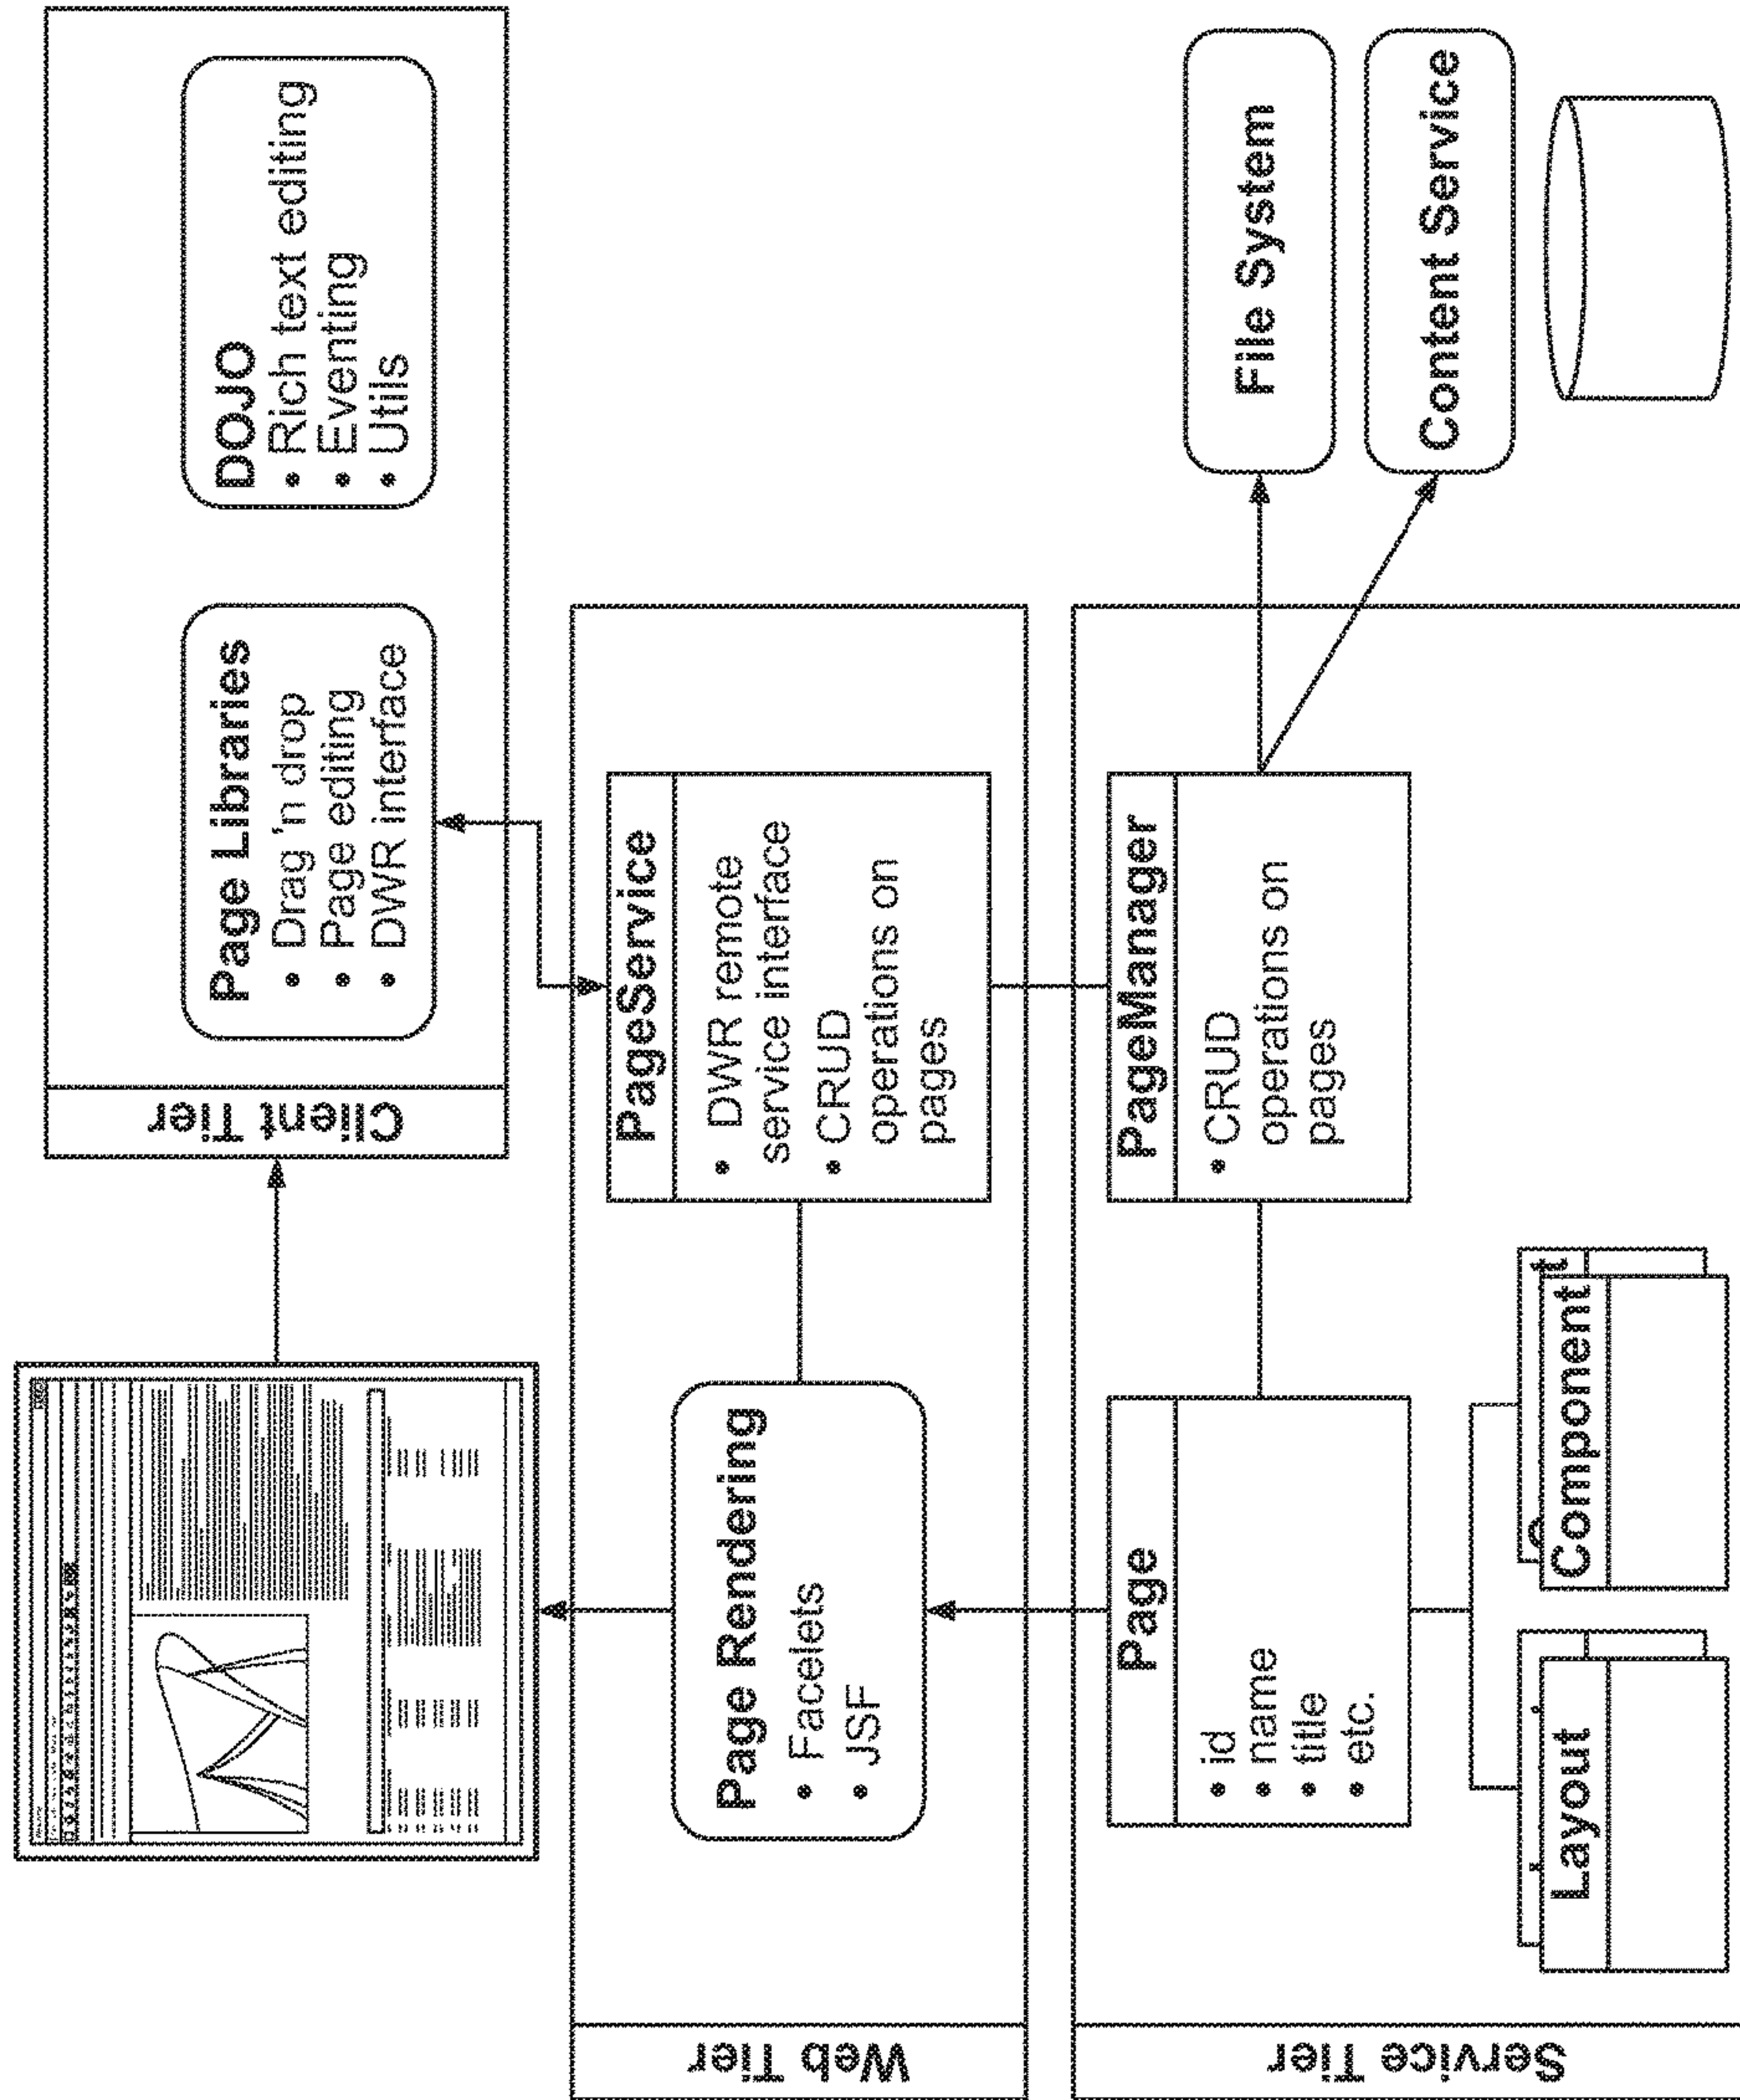 Client Tier
Page Libraries
• Drag 'n drop
• Page editing
• DWR interface
DOJO
• Rich text editing
• Eventing
• Utils
Web Tier
Page Rendering
• Facelets
• JSF
PageService
• DWR remote
service interface
• CRUD
operations on
pages
Service Tier
Page
• id
• name
• title
• etc.
PageManager
• CRUD
operations on
pages
Layout
Component
File System
Content Service